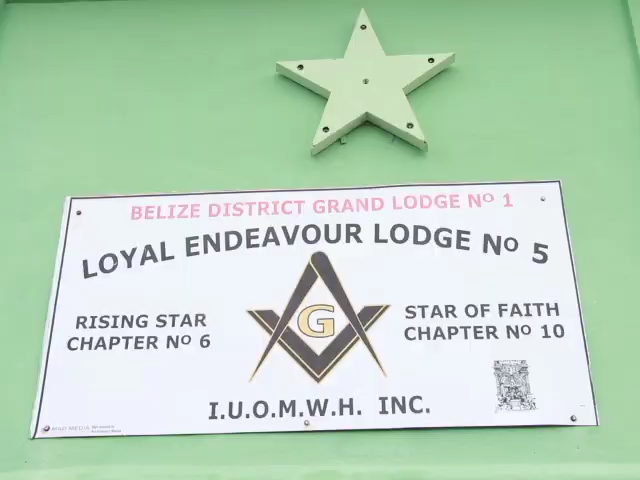 BELIZE DISTRICT GRAND LODGE Nº 1
LOYAL ENDEAVOUR LODGE Nº 5
RISING STAR
CHAPTER Nº 6
G
STAR OF FAITH
CHAPTER Nº 10
I.U.O.M.W.H. INC.